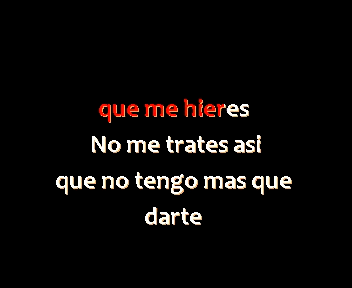 que me hieres
No me trates asi
que no tengo mas que
darte